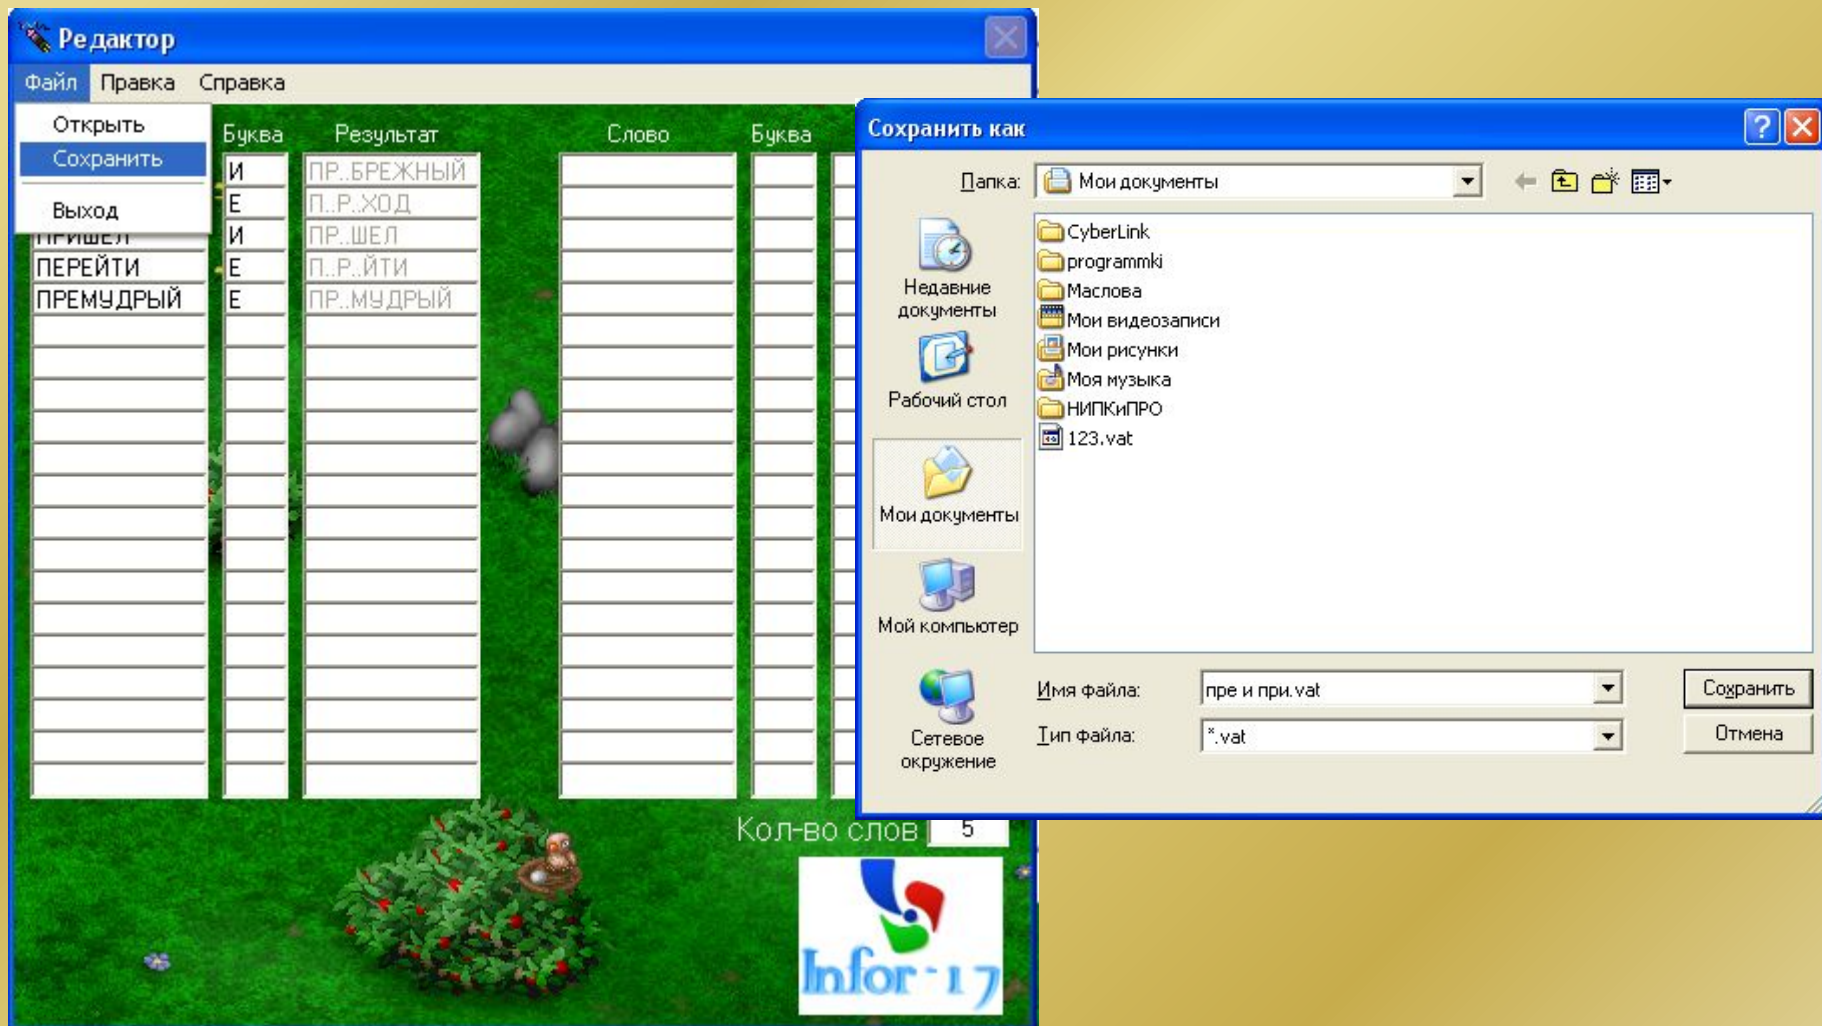 Редактор
Файл Правка Справка
Открыть
Сохранить
Выход
Буква Результат Слово Буква
И ПР..БРЕЖНЫЙ
Е П..Р..ХОД
ПРИШЕЛ И ПР..ШЕЛ
ПЕРЕЙТИ Е П..Р..ЙТИ
ПРЕМУДРЫЙ Е ПР..МУДРЫЙ
Кол-во слов 5
Infor-17
Сохранить как
Папка: Мои документы
Недавние документы
Рабочий стол
Мои документы
Мой компьютер
Сетевое окружение
CyberLink
programmki
Маслова
Мои видеозаписи
Мои рисунки
Моя музыка
НИПКиПРО
123.vat
Имя файла: пре и при.vat Сохранить
Тип файла: *.vat Отмена